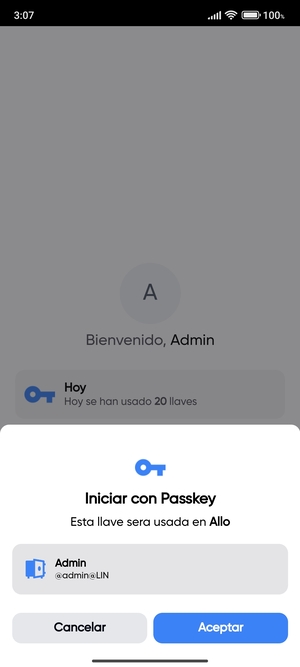 3:07
100%
A
Bienvenido, Admin
Hoy
Hoy se han usado 20 llaves
Iniciar con Passkey
Esta llave sera usada en Allo
Admin
@admin@LIN
Cancelar
Aceptar